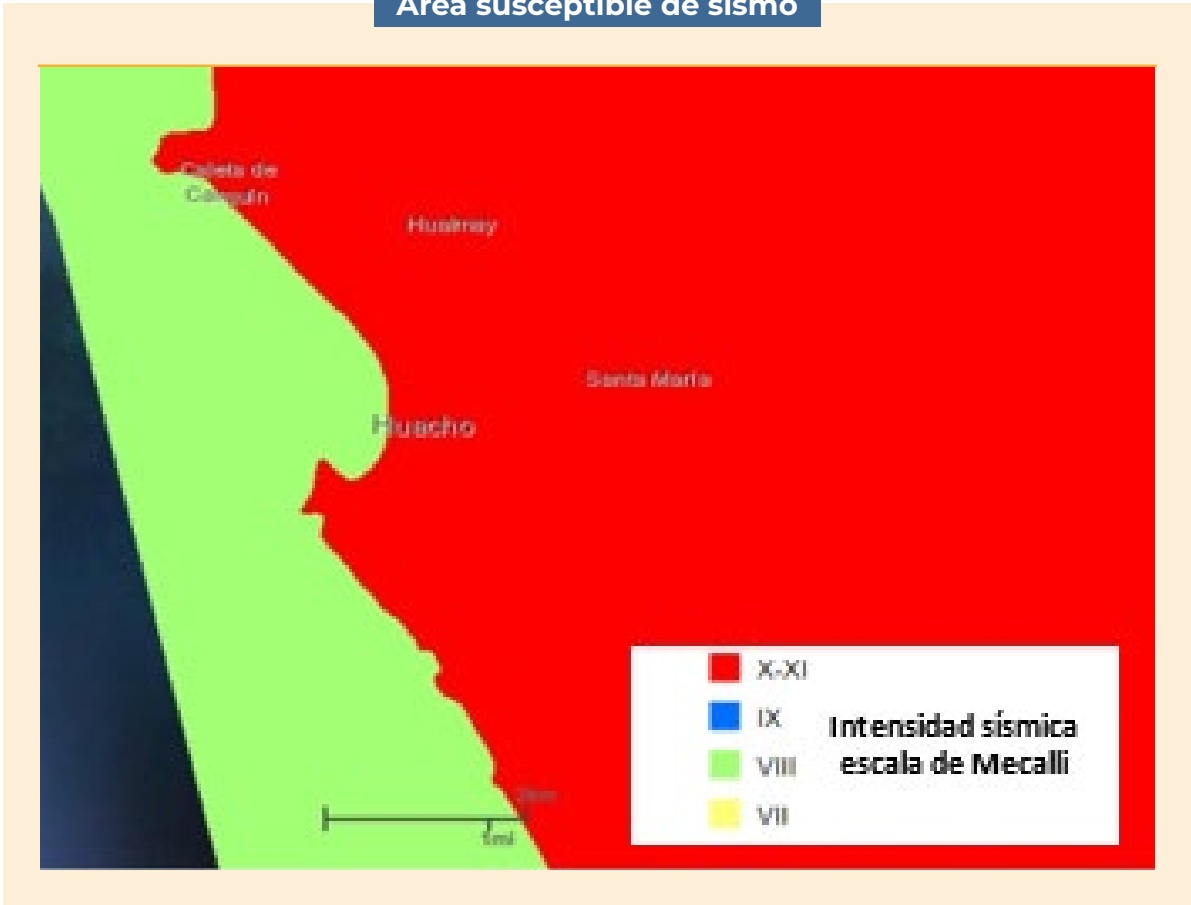 Área susceptible de sismo
Caleta de
Carquín
Hualmay
Santa María
Huacho
X-XI
IX
VIII
VII
Intensidad sísmica
escala de Mecalli
1mi